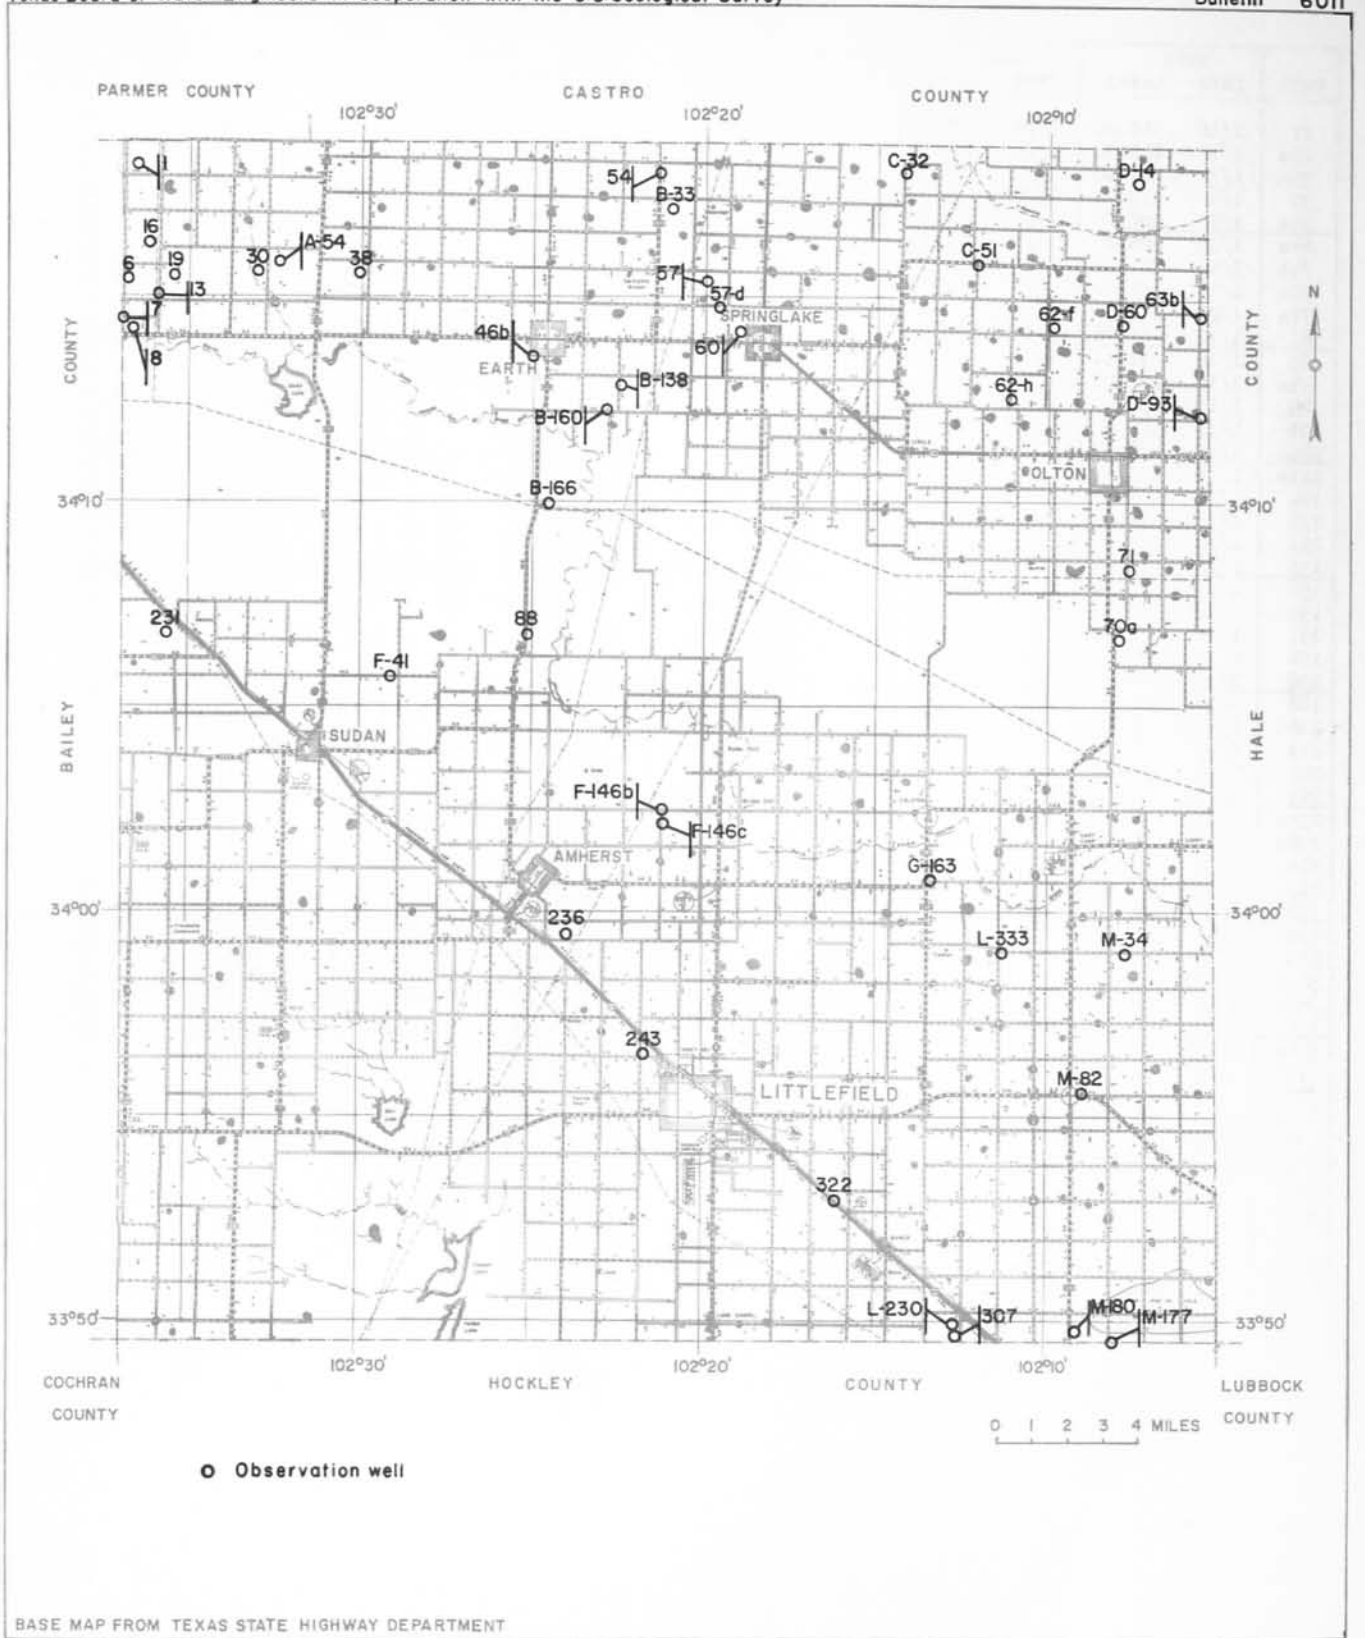 Bulletin 6011
PARMER COUNTY
CASTRO
COUNTY
102°30'
102°20'
102°10'
1
54
B-33
C-32
D-14
16
6
19
30
A-54
38
13
7
18
57
57-d
SPRINGLAKE
60
C-51
62-f
D-60
63b
N
COUNTY
COUNTY
46b
EARTH
B-138
B-160
62-h
D-93
OLTON
34°10'
B-166
34°10'
71
231
88
70a
F-41
BAILEY
SUDAN
HALE
F-146b
F-146c
AMHERST
G-163
34°00'
236
34°00'
L-333
M-34
243
LITTLEFIELD
M-82
322
33°50'
L-230
307
M-180
M-177
33°50'
102°30'
102°20'
102°10'
COCHRAN
COUNTY
HOCKLEY
COUNTY
LUBBOCK
COUNTY
0 1 2 3 4 MILES
Observation well
BASE MAP FROM TEXAS STATE HIGHWAY DEPARTMENT